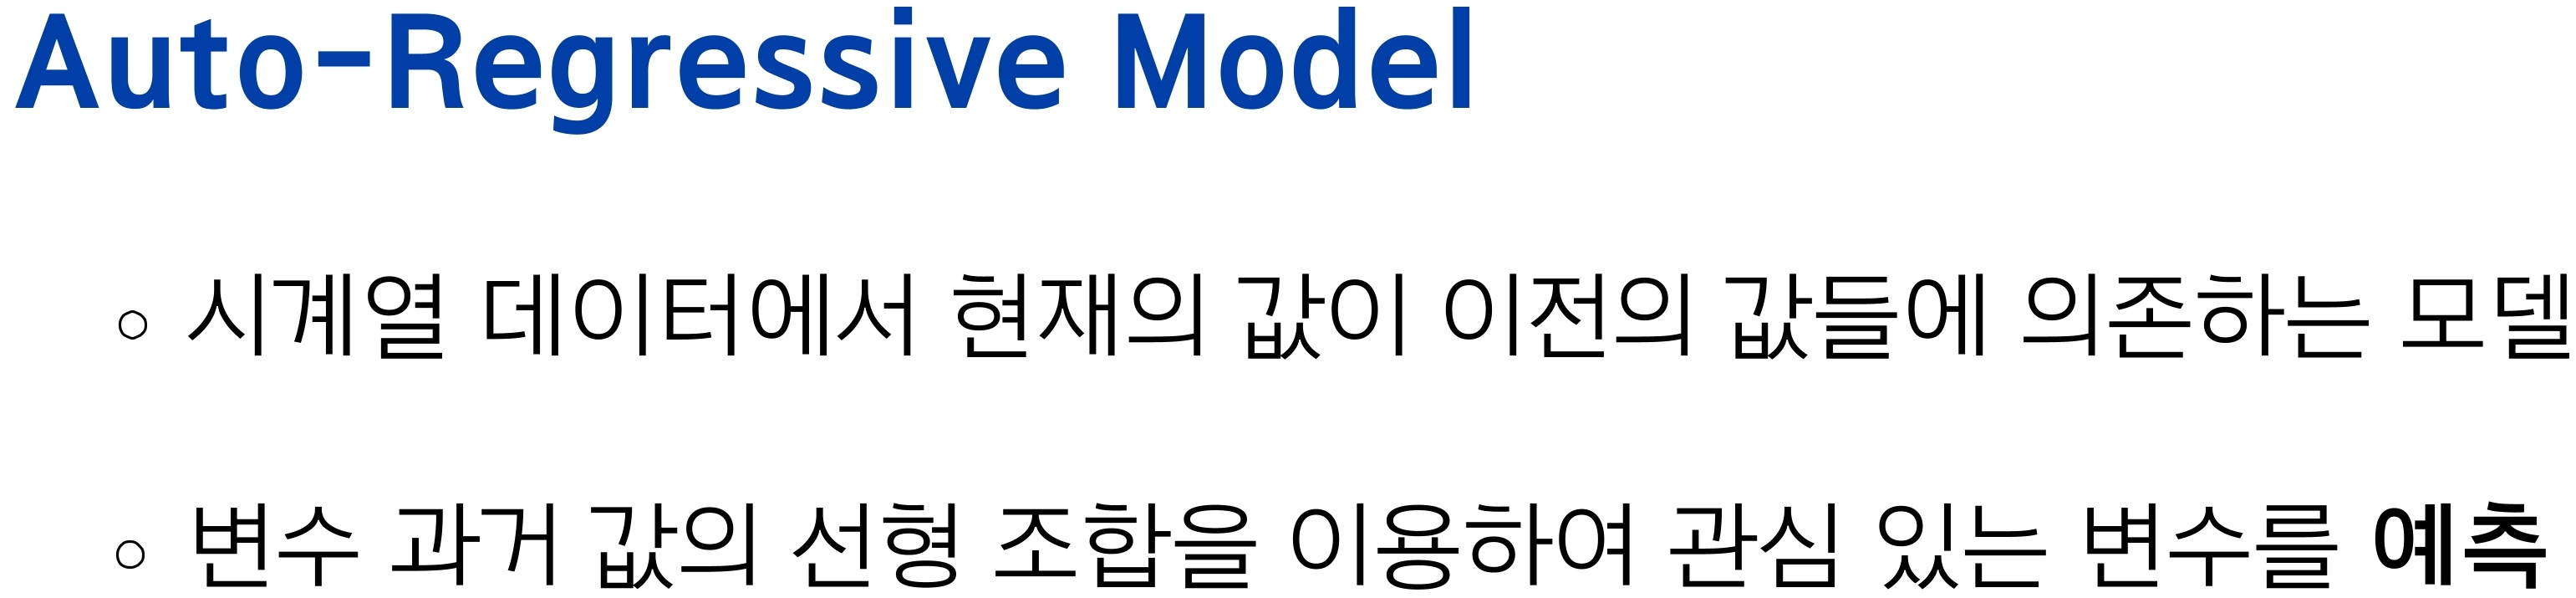 Auto-Regressive Model
◦ 시계열 데이터에서 현재의 값이 이전의 값들에 의존하는 모델
◦ 변수 과거 값의 선형 조합을 이용하여 관심 있는 변수를 예측